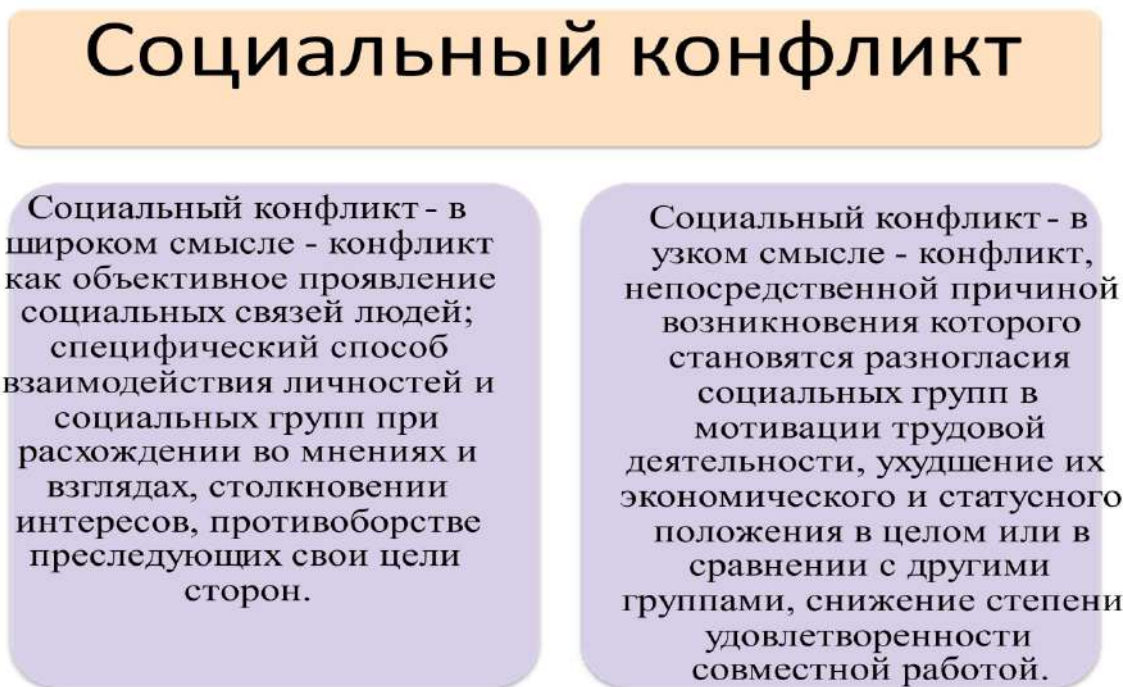 Социальный конфликт
Социальный конфликт - в
широком смысле - конфликт
как объективное проявление
социальных связей людей;
специфический способ
взаимодействия личностей и
социальных групп при
расхождении во мнениях и
взглядах, столкновении
интересов, противоборстве
преследующих свои цели
сторон.
Социальный конфликт - в
узком смысле - конфликт,
непосредственной причиной
возникновения которого
становятся разногласия
социальных групп в
мотивации трудовой
деятельности, ухудшение их
экономического и статусного
положения в целом или в
сравнении с другими
группами, снижение степени
удовлетворенности
совместной работой.